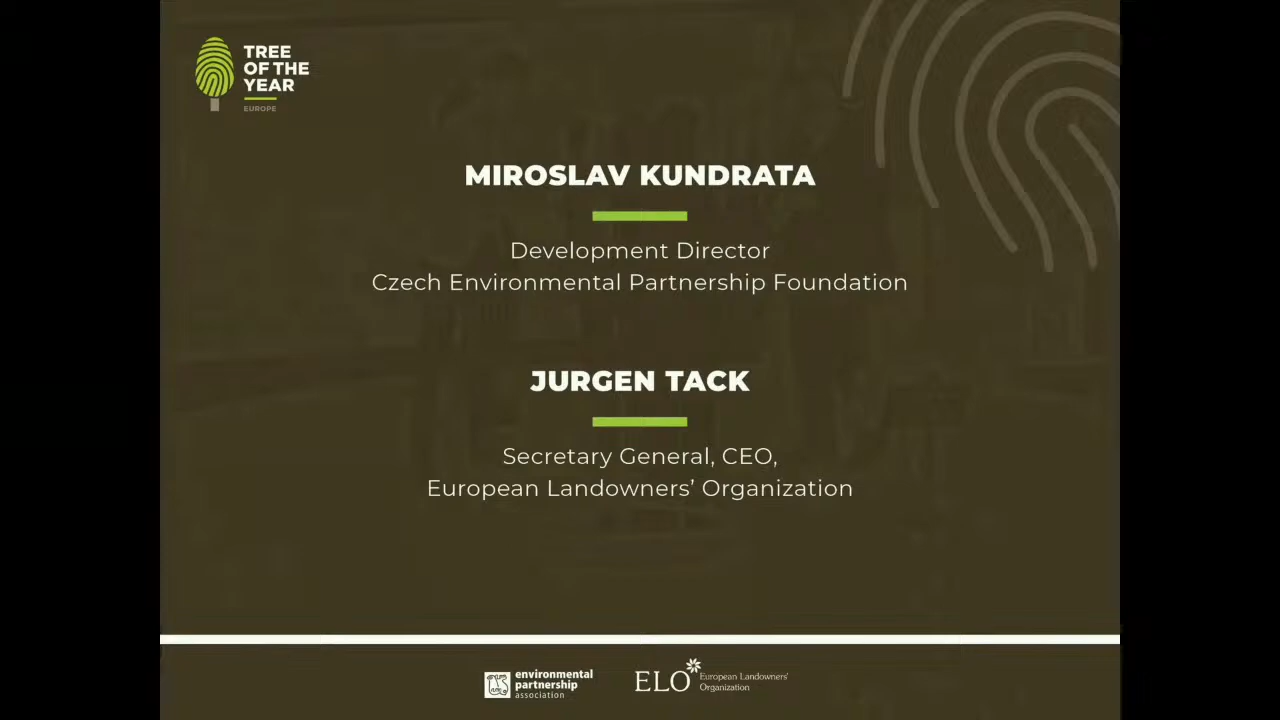 TREE
OF THE
YEAR
EUROPE
MIROSLAV KUNDRATA
Development Director
Czech Environmental Partnership Foundation
JURGEN TACK
Secretary General, CEO,
European Landowners’ Organization
environmental
partnership
association
ELO
European Landowners'
Organization